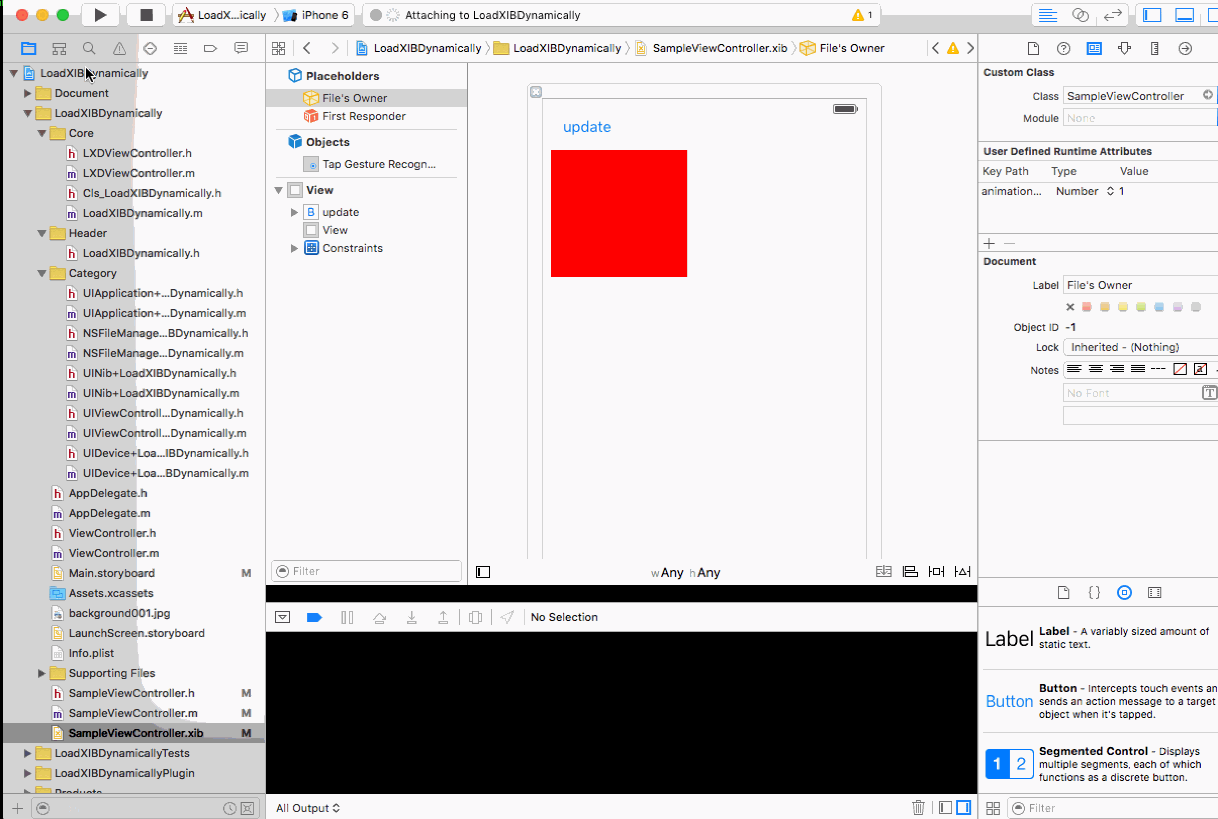 LoadX...ically
iPhone 6
Attaching to LoadXIBDynamically
1
LoadXIBDynamically
LoadXIBDynamically
SampleViewController.xib
File's Owner
LoadXIBDynamically
Document
LoadXIBDynamically
Core
h LXDViewController.h
m LXDViewController.m
h Cls_LoadXIBDynamically.h
m LoadXIBDynamically.m
Header
h LoadXIBDynamically.h
Category
h UIApplication+...Dynamically.h
m UIApplication+...Dynamically.m
h NSFileManage...BDynamically.h
m NSFileManage...Dynamically.m
h UINib+LoadXIBDynamically.h
m UINib+LoadXIBDynamically.m
h UIViewControll...Dynamically.h
m UIViewControll...Dynamically.m
h UIDevice+Loa...IBDynamically.h
m UIDevice+Loa...BDynamically.m
h AppDelegate.h
m AppDelegate.m
h ViewController.h
m ViewController.m
Main.storyboard M
Assets.xcassets
background001.jpg
LaunchScreen.storyboard
Info.plist
Supporting Files
h SampleViewController.h M
m SampleViewController.m M
SampleViewController.xib M
LoadXIBDynamicallyTests
LoadXIBDynamicallyPlugin
Products
Placeholders
File's Owner
First Responder
Objects
Tap Gesture Recogn...
View
B update
View
Constraints
Filter
update
wAny hAny
No Selection
All Output
Custom Class
Class SampleViewController
Module None
User Defined Runtime Attributes
Key Path Type Value
animation... Number 1
Document
Label File's Owner
Object ID -1
Lock Inherited - (Nothing)
Notes
No Font
T
Label
Label - A variably sized amount of
static text.
Button
Button - Intercepts touch events an
sends an action message to a target
object when it's tapped.
1 2
Segmented Control - Displays
multiple segments, each of which
functions as a discrete button.
Filter